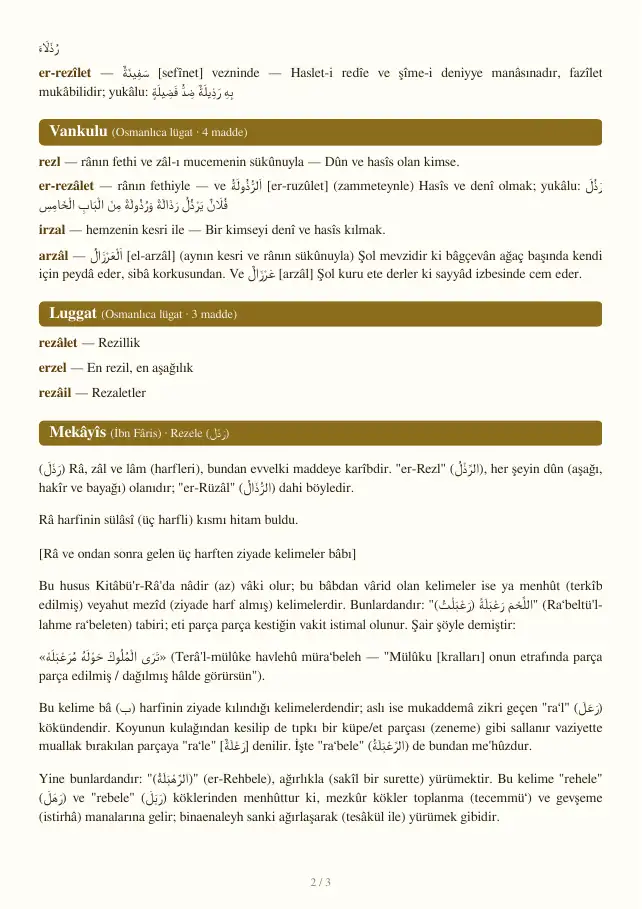 رُذَلَاءَ
er-rezîlet — سَفِينَةٌ [sefînet] vezninde — Haslet-i redîe ve şîme-i deniyye manâsınadır, fazîlet
mukâbilidir; yukâlu: بِهِ رَذِيلَةٌ ضِدُّ فَضِيلَةٍ
Vankulu (Osmanlıca lügat · 4 madde)
rezl — rânın fethi ve zâl-ı mucemenin sükûnuyla — Dûn ve hasîs olan kimse.
er-rezâlet — rânın fethiyle — ve اَلرُّذُولَةُ [er-ruzûlet] (zammeteynle) Hasîs ve denî olmak; yukâlu: رَذُلَ
فُلَانٌ يَرْذُلُ رَذَالَةً وَرُذُولَةً مِنَ الْبَابِ الْخَامِسِ
irzal — hemzenin kesri ile — Bir kimseyi denî ve hasîs kılmak.
arzâl — اَلْعَرْزَالُ [el-arzâl] (aynın kesri ve rânın sükûnuyla) Şol mevzidir ki bâgçevân ağaç başında kendi
için peydâ eder, sibâ korkusundan. Ve عَرْزَالٌ [arzâl] Şol kuru ete derler ki sayyâd izbesinde cem eder.
Luggat (Osmanlıca lügat · 3 madde)
rezâlet — Rezillik
erzel — En rezil, en aşağılık
rezâil — Rezaletler
Mekâyîs (İbn Fâris) · Rezele (رَذَلَ)
(رَذَلَ) Râ, zâl ve lâm (harfleri), bundan evvelki maddeye karîbdir. "er-Rezl" (الرَّذْلُ), her şeyin dûn (aşağı,
hakîr ve bayağı) olanıdır; "er-Rüzâl" (الرُّذَالُ) dahi böyledir.
Râ harfinin sülâsî (üç harfli) kısmı hitam buldu.
[Râ ve ondan sonra gelen üç harften ziyade kelimeler bâbı]
Bu husus Kitâbü'r-Râ'da nâdir (az) vâki olur; bu bâbdan vârid olan kelimeler ise ya menhût (terkîb
edilmiş) veyahut mezîd (ziyade harf almış) kelimelerdir. Bunlardandır: "(رَعْبَلْتُ) اللَّحْمَ رَعْبَلَةً" (Ra‘beltü'l-
lahme ra‘beleten) tabiri; eti parça parça kestiğin vakit istimal olunur. Şair şöyle demiştir:
«تَرَى الْمُلُوكَ حَوْلَهُ مُرَعْبَلَهْ» (Terâ'l-mülûke havlehû müra‘beleh — "Mülûku [kralları] onun etrafında parça
parça edilmiş / dağılmış hâlde görürsün").
Bu kelime bâ (ب) harfinin ziyade kılındığı kelimelerdendir; aslı ise mukaddemâ zikri geçen "ra‘l" (رَعَلَ)
kökündendir. Koyunun kulağından kesilip de tıpkı bir küpe/et parçası (zeneme) gibi sallanır vaziyette
muallak bırakılan parçaya "ra‘le" [رَعْلَةٌ] denilir. İşte "ra‘bele" (الرَّعْبَلَةُ) de bundan me'hûzdur.
Yine bunlardandır: "(الرَّهْبَلَةُ)" (er-Rehbele), ağırlıkla (sakîl bir surette) yürümektir. Bu kelime "rehele"
(رَهَلَ) ve "rebele" (رَبَلَ) köklerinden menhûttur ki, mezkûr kökler toplanma (tecemmü‘) ve gevşeme
(istirhâ) manalarına gelir; binaenaleyh sanki ağırlaşarak (tesâkül ile) yürümek gibidir.
2 / 3